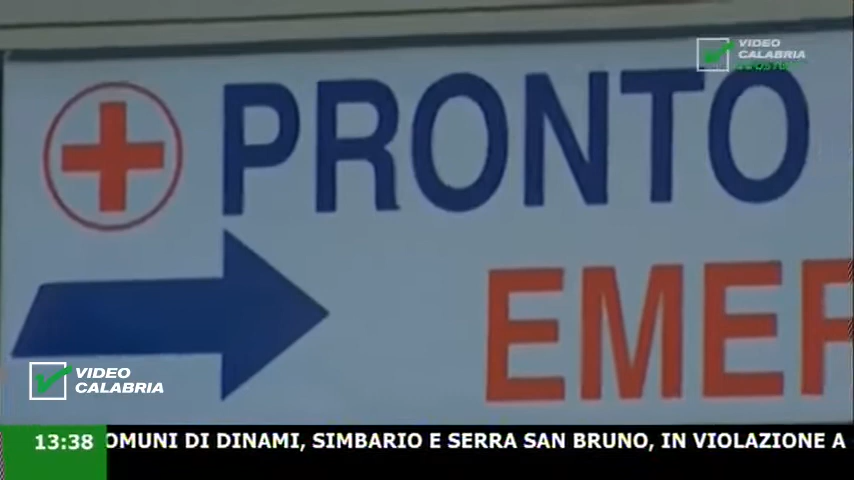 VIDEO
CALABRIA
PRONTO
EMER
VIDEO
CALABRIA
13:38 OMUNI DI DINAMI, SIMBARIO E SERRA SAN BRUNO, IN VIOLAZIONE A